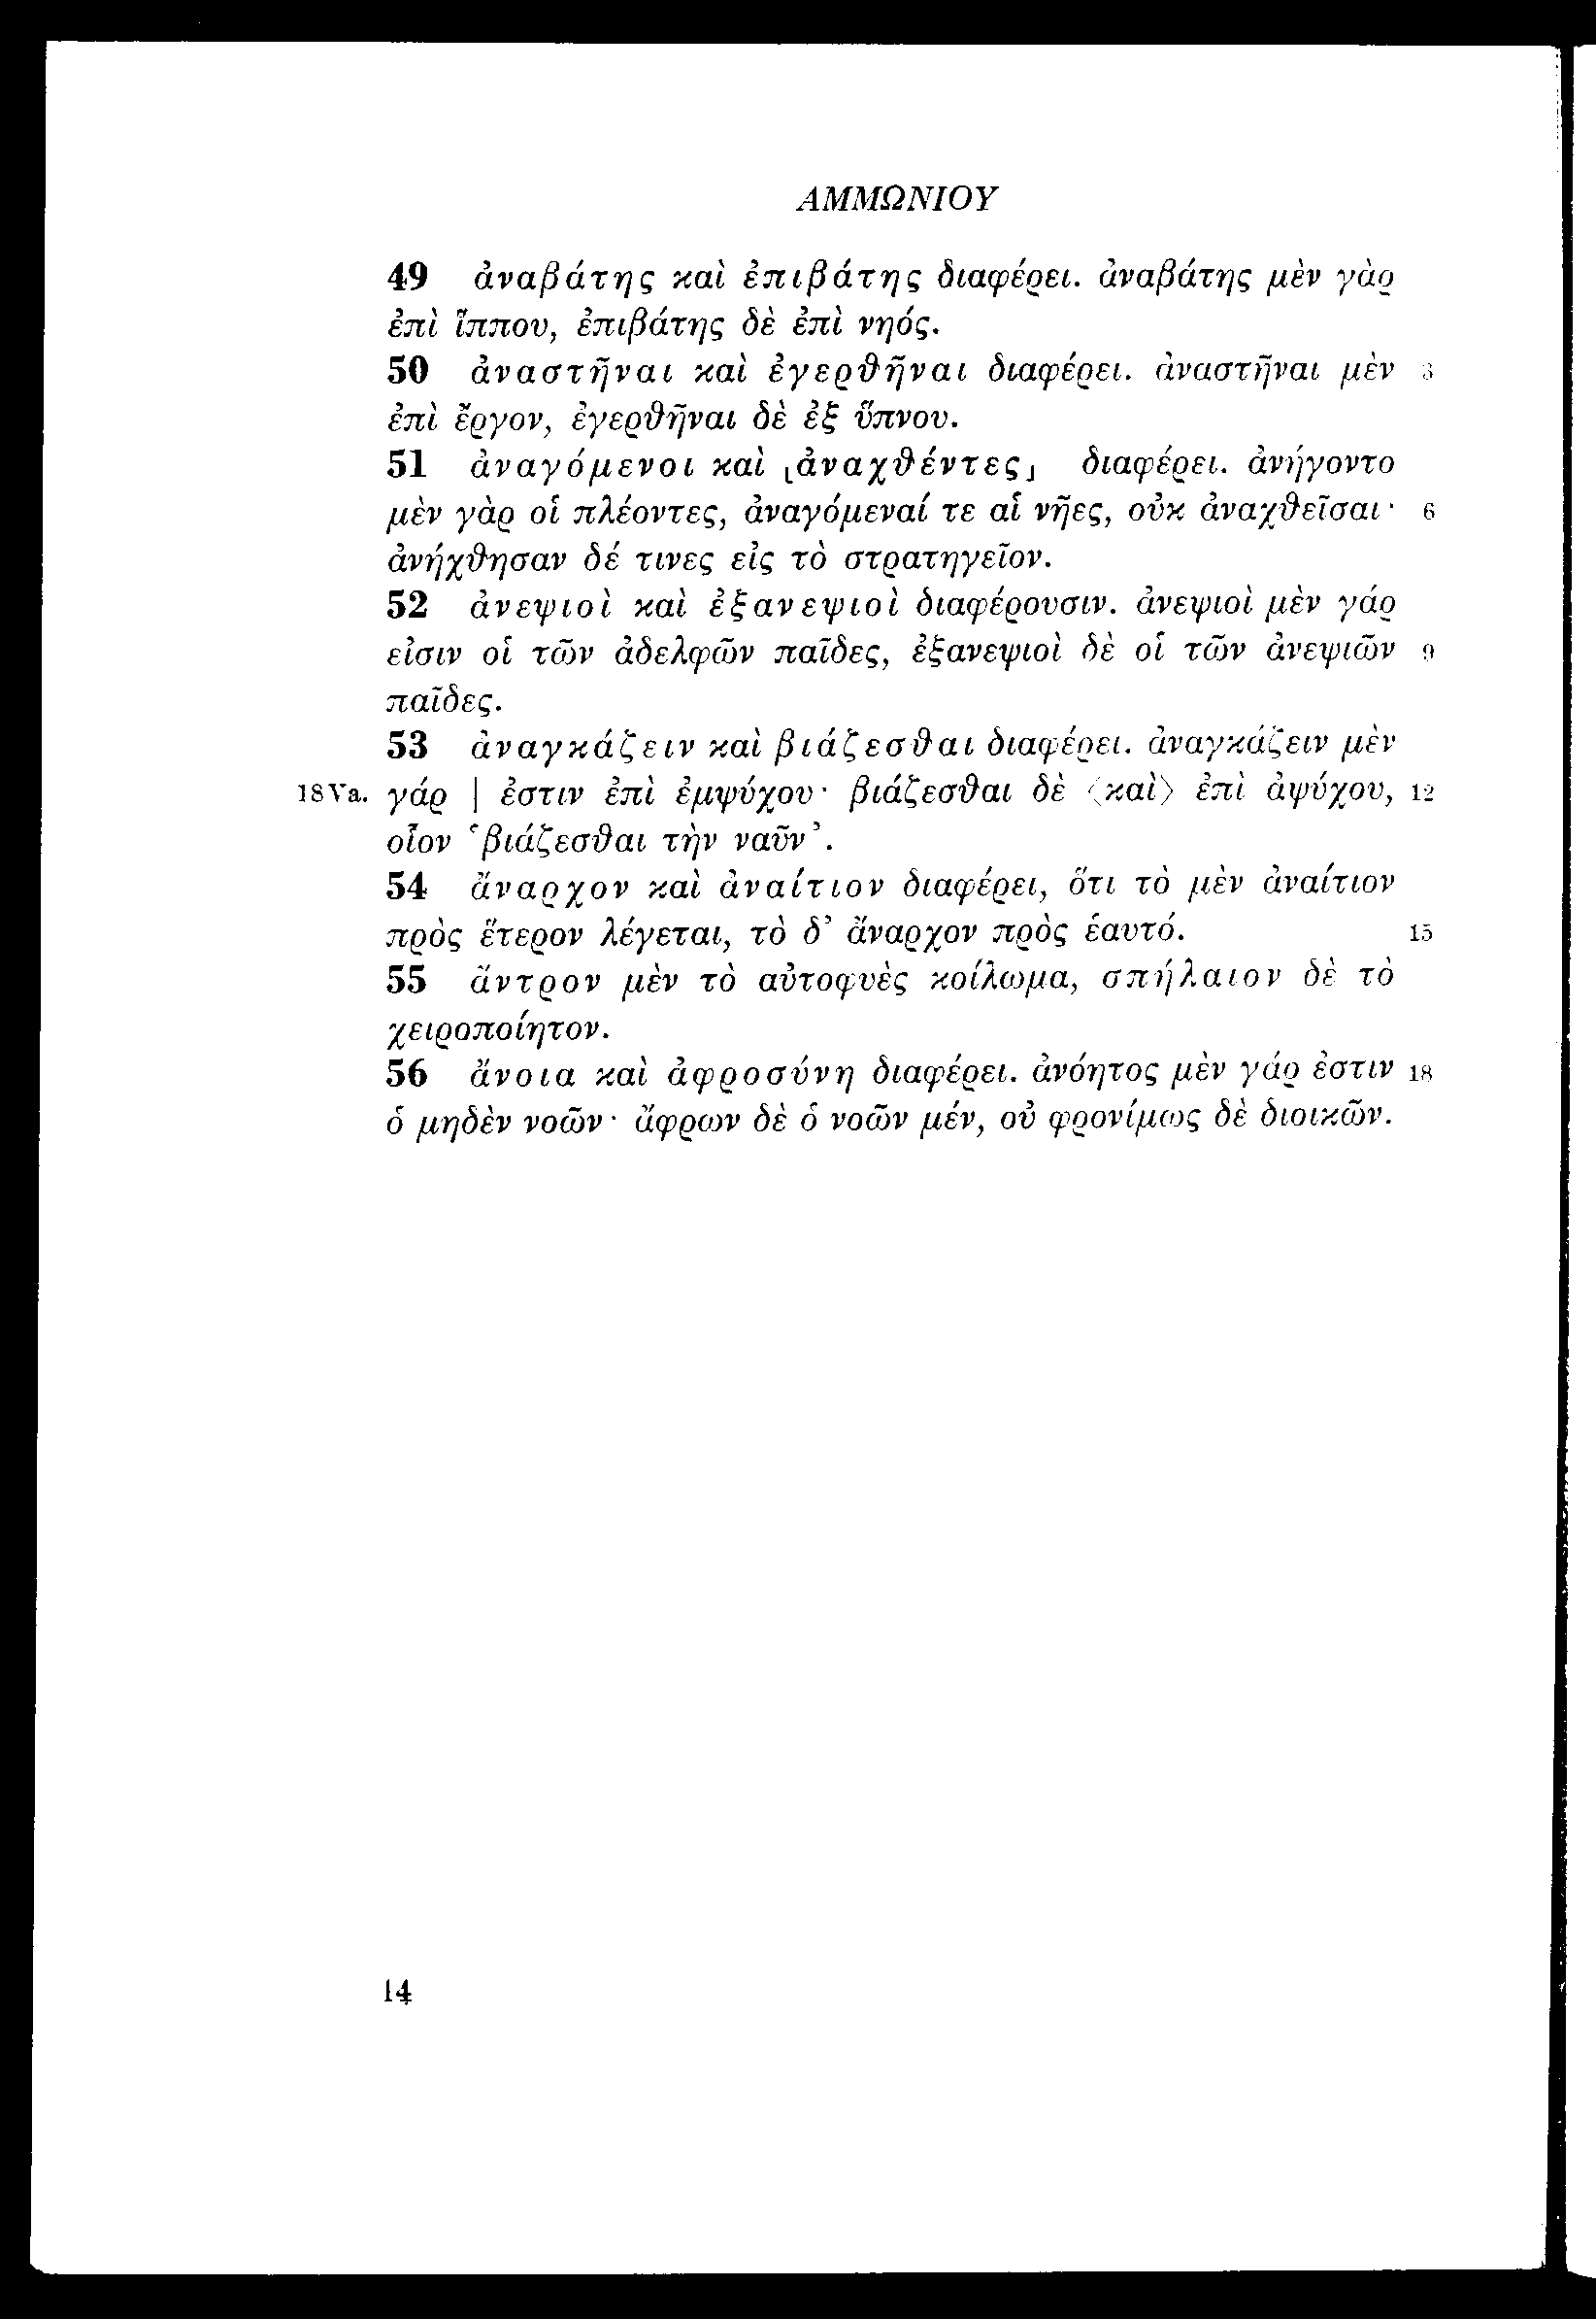 ΑΜΜΩΝΙΟΥ
49 ἀναβάτης καὶ ἐπιβάτης διαφέρει. ἀναβάτης μὲν γὰρ
ἐπὶ ἵππου, ἐπιβάτης δὲ ἐπὶ νηός.
50 ἀναστῆναι καὶ ἐγερθῆναι διαφέρει. ἀναστῆναι μὲν 3
ἐπὶ ἔργον, ἐγερθῆναι δὲ ἐξ ὕπνου.
51 ἀναγόμενοι καὶ ⌊ἀναχθέντες⌋ διαφέρει. ἀνήγοντο
μὲν γὰρ οἱ πλέοντες, ἀναγόμεναί τε αἱ νῆες, οὐκ ἀναχθεῖσαι· 6
ἀνήχθησαν δέ τινες εἰς τὸ στρατηγεῖον.
52 ἀνεψιοὶ καὶ ἐξανεψιοὶ διαφέρουσιν. ἀνεψιοὶ μὲν γάρ
εἰσιν οἱ τῶν ἀδελφῶν παῖδες, ἐξανεψιοὶ δὲ οἱ τῶν ἀνεψιῶν 9
παῖδες.
53 ἀναγκάζειν καὶ βιάζεσθαι διαφέρει. ἀναγκάζειν μὲν
18Va. γάρ | ἐστιν ἐπὶ ἐμψύχου· βιάζεσθαι δὲ ⟨καὶ⟩ ἐπὶ ἀψύχου, 12
οἷον ʽβιάζεσθαι τὴν ναῦνʼ.
54 ἄναρχον καὶ ἀναίτιον διαφέρει, ὅτι τὸ μὲν ἀναίτιον
πρὸς ἕτερον λέγεται, τὸ δ’ ἄναρχον πρὸς ἑαυτό. 15
55 ἄντρον μὲν τὸ αὐτοφυὲς κοίλωμα, σπήλαιον δὲ τὸ
χειροποίητον.
56 ἄνοια καὶ ἀφροσύνη διαφέρει. ἀνόητος μὲν γάρ ἐστιν 18
ὁ μηδὲν νοῶν· ἄφρων δὲ ὁ νοῶν μέν, οὐ φρονίμως δὲ διοικῶν.
14